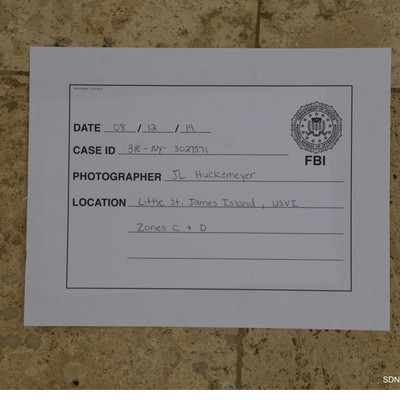 DATE 08 / 12 / 19
CASE ID 31E-NY-3027571
PHOTOGRAPHER JL Huckemeyer
LOCATION Little St. James Island, USVI
Zones C + D
FBI
SDN